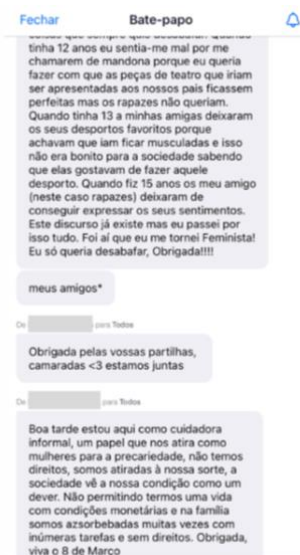 Fechar Bate-papo
coisas que sempre quis desabafar. Quando
tinha 12 anos eu sentia-me mal por me
chamarem de mandona porque eu queria
fazer com que as peças de teatro que iriam
ser apresentadas aos nossos pais ficassem
perfeitas mas os rapazes não queriam.
Quando tinha 13 a minhas amigas deixaram
os seus desportos favoritos porque
achavam que iam ficar musculadas e isso
não era bonito para a sociedade sabendo
que elas gostavam de fazer aquele
desporto. Quando fiz 15 anos os meu amigo
(neste caso rapazes) deixaram de
conseguir expressar os seus sentimentos.
Este discurso já existe mas eu passei por
isso tudo. Foi aí que eu me tornei Feminista!
Eu só queria desabafar, Obrigada!!!!
meus amigos*
De para Todos
Obrigada pelas vossas partilhas,
camaradas <3 estamos juntas
De para Todos
Boa tarde estou aqui como cuidadora
informal, um papel que nos atira como
mulheres para a precariedade, não temos
direitos, somos atiradas à nossa sorte, a
sociedade vê a nossa condição como um
dever. Não permitindo termos uma vida
com condições monetárias e na família
somos azsorbebadas muitas vezes com
inúmeras tarefas e sem direitos. Obrigada,
viva o 8 de Março